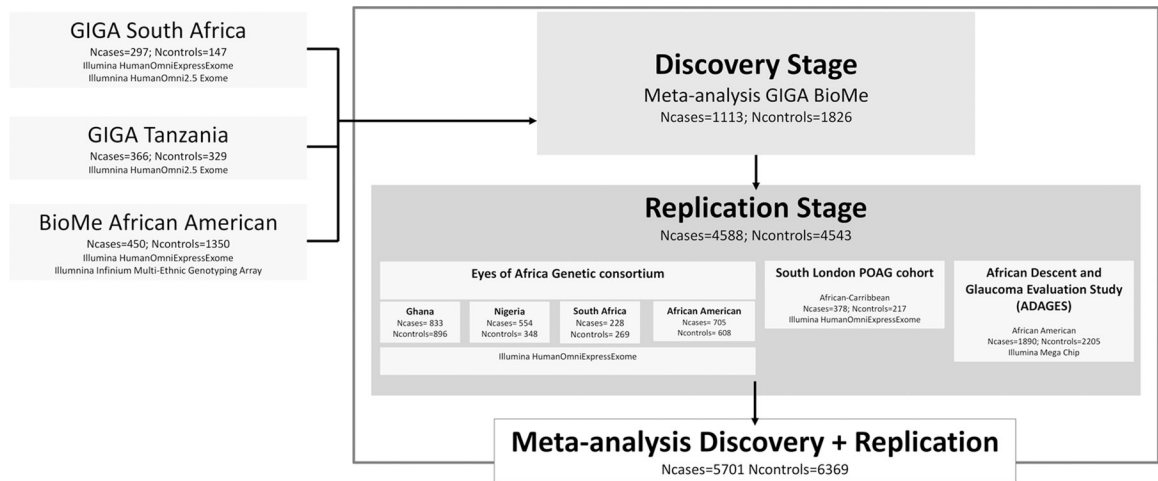 GIGA South Africa
Ncases=297; Ncontrols=147
Illumina HumanOmniExpressExome
Illumnina HumanOmni2.5 Exome
GIGA Tanzania
Ncases=366; Ncontrols=329
Illumnina HumanOmni2.5 Exome
BioMe African American
Ncases=450; Ncontrols=1350
Illumina HumanOmniExpressExome
Illumnina Infinium Multi-Ethnic Genotyping Array
Discovery Stage
Meta-analysis GIGA BioMe
Ncases=1113; Ncontrols=1826
Replication Stage
Ncases=4588; Ncontrols=4543
Eyes of Africa Genetic consortium
Ghana
Ncases= 833
Ncontrols=896
Nigeria
Ncases= 554
Ncontrols= 348
South Africa
Ncases= 228
Ncontrols= 269
African American
Ncases= 705
Ncontrols= 608
Illumina HumanOmniExpressExome
South London POAG cohort
African-Carribbean
Ncases=378; Ncontrols=217
Illumina HumanOmniExpressExome
African Descent and
Glaucoma Evaluation Study
(ADAGES)
African American
Ncases=1890; Ncontrols=2205
Illumina Mega Chip
Meta-analysis Discovery + Replication
Ncases=5701 Ncontrols=6369